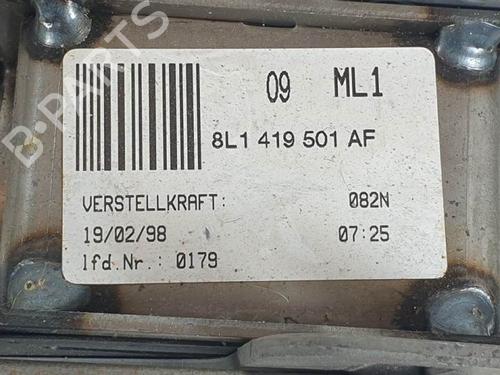 B-PARTS
09 ML1
8L1 419 501 AF
VERSTELLKRAFT: 082N
19/02/98 07:25
lfd Nr.: 0179